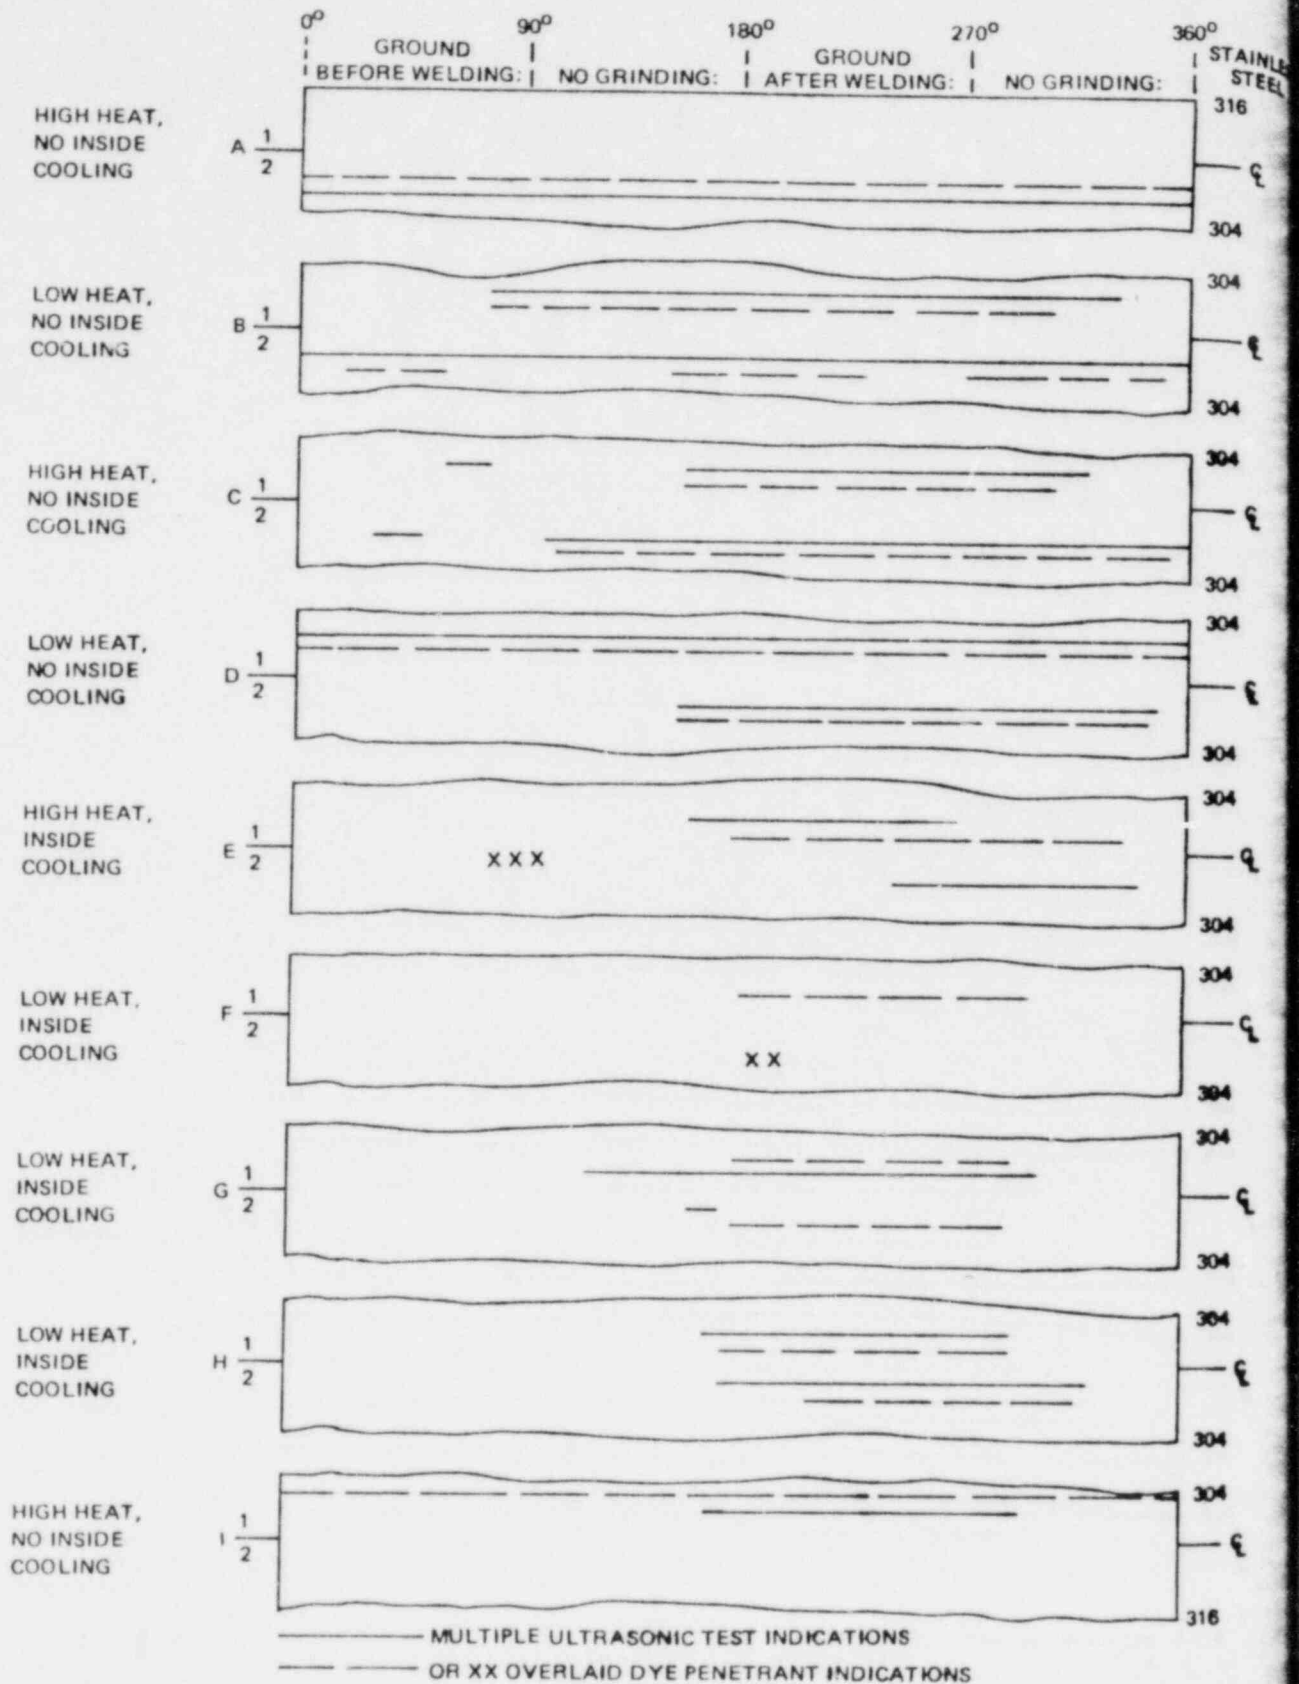 0° 90° 180° 270° 360°
GROUND BEFORE WELDING: NO GRINDING: GROUND AFTER WELDING: NO GRINDING:
STEEL
HIGH HEAT,
NO INSIDE
COOLING
A 1/2
316
℄
304
LOW HEAT,
NO INSIDE
COOLING
B 1/2
304
℄
304
HIGH HEAT,
NO INSIDE
COOLING
C 1/2
304
℄
304
LOW HEAT,
NO INSIDE
COOLING
D 1/2
304
℄
304
HIGH HEAT,
INSIDE
COOLING
E 1/2
X X X
304
℄
304
LOW HEAT,
INSIDE
COOLING
F 1/2
X X
304
℄
304
LOW HEAT,
INSIDE
COOLING
G 1/2
304
℄
304
LOW HEAT,
INSIDE
COOLING
H 1/2
304
℄
304
HIGH HEAT,
NO INSIDE
COOLING
I 1/2
304
℄
316
MULTIPLE ULTRASONIC TEST INDICATIONS
OR XX OVERLAID DYE PENETRANT INDICATIONS